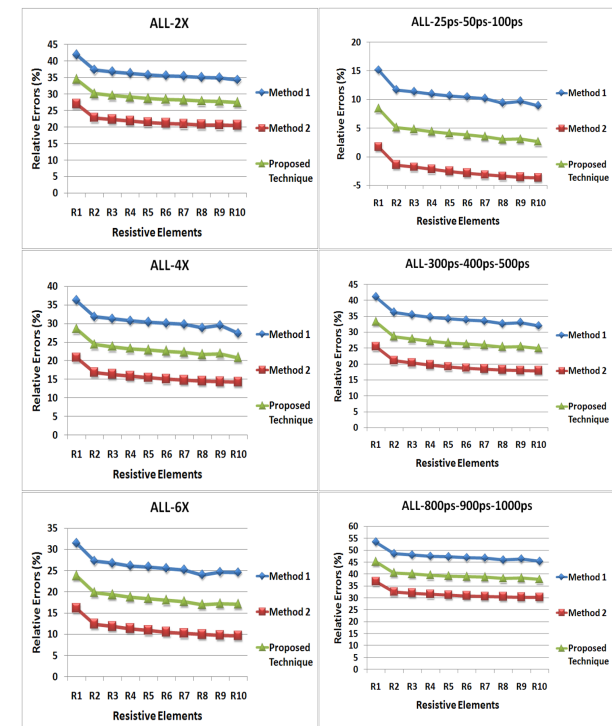 ALL-2X
45
40
35
30
25
20
15
10
5
0
Relative Errors (%)
R1 R2 R3 R4 R5 R6 R7 R8 R9 R10
Resistive Elements
Method 1
Method 2
Proposed
Technique
ALL-25ps-50ps-100ps
20
15
10
5
0
-5
Relative Errors (%)
R1 R2 R3 R4 R5 R6 R7 R8 R9 R10
Resistive Elements
Method 1
Method 2
Proposed
Technique
ALL-4X
40
35
30
25
20
15
10
5
0
Relative Errors (%)
R1 R2 R3 R4 R5 R6 R7 R8 R9 R10
Resistive Elements
Method 1
Method 2
Proposed
Technique
ALL-300ps-400ps-500ps
45
40
35
30
25
20
15
10
5
0
Relative Errors (%)
R1 R2 R3 R4 R5 R6 R7 R8 R9 R10
Resistive Elements
Method 1
Method 2
Proposed
Technique
ALL-6X
35
30
25
20
15
10
5
0
Relative Errors (%)
R1 R2 R3 R4 R5 R6 R7 R8 R9 R10
Resistive Elements
Method 1
Method 2
Proposed
Technique
ALL-800ps-900ps-1000ps
60
55
50
45
40
35
30
25
20
15
10
5
0
Relative Errors (%)
R1 R2 R3 R4 R5 R6 R7 R8 R9 R10
Resistive Elements
Method 1
Method 2
Proposed
Technique